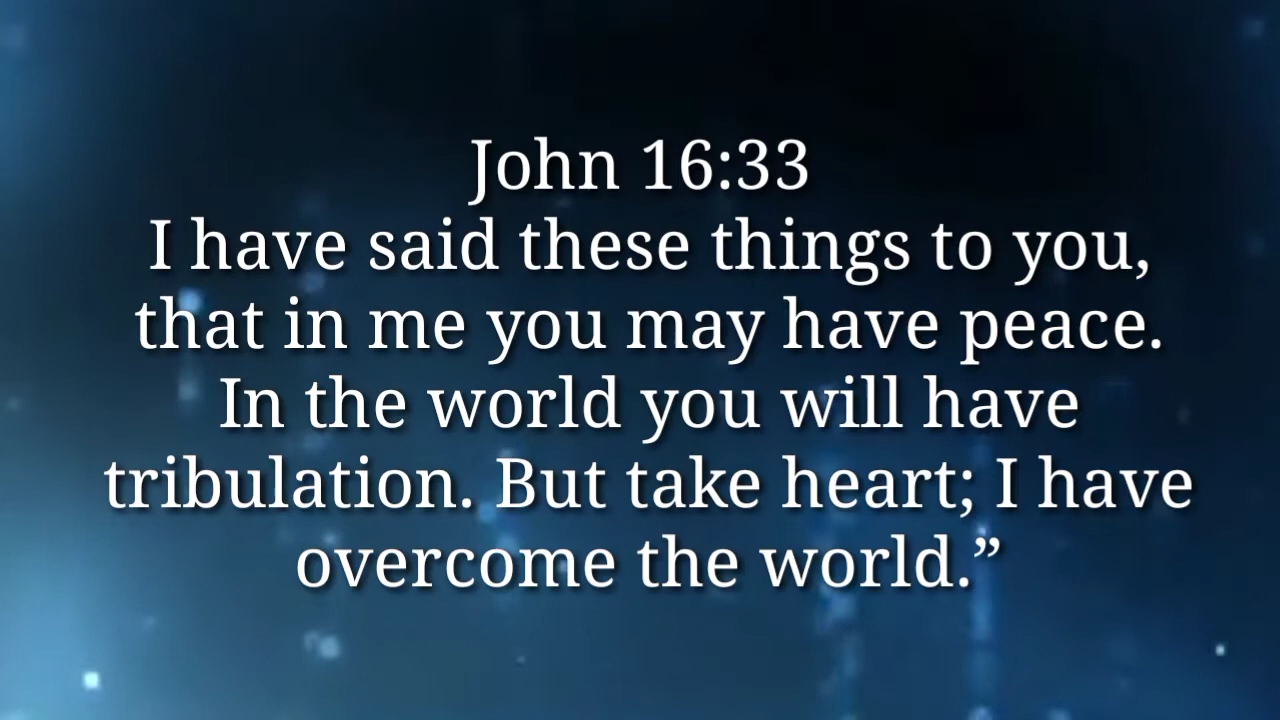 John 16:33
I have said these things to you,
that in me you may have peace.
In the world you will have
tribulation. But take heart; I have
overcome the world.”